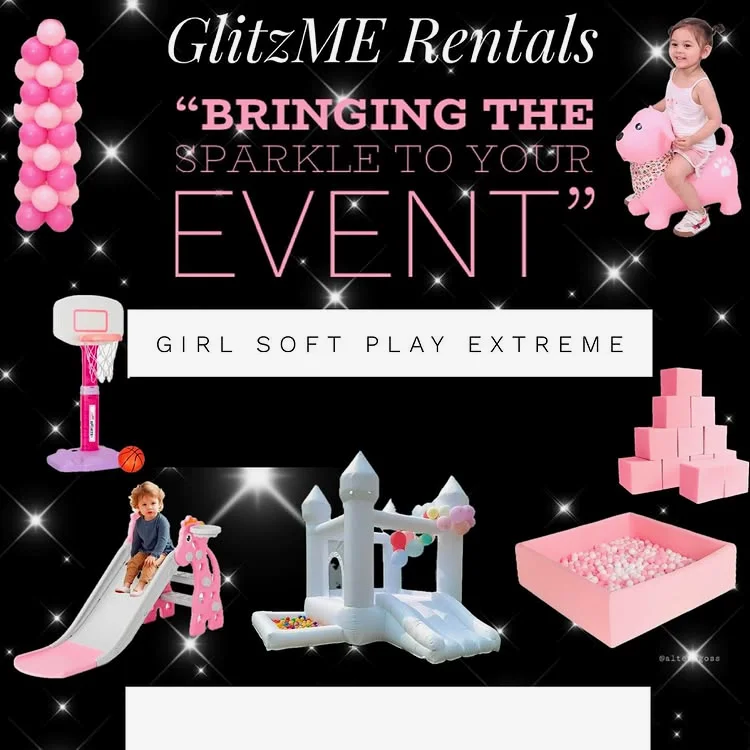 GlitzME Rentals
“BRINGING THE
SPARKLE TO YOUR
EVENT”
GIRL SOFT PLAY EXTREME